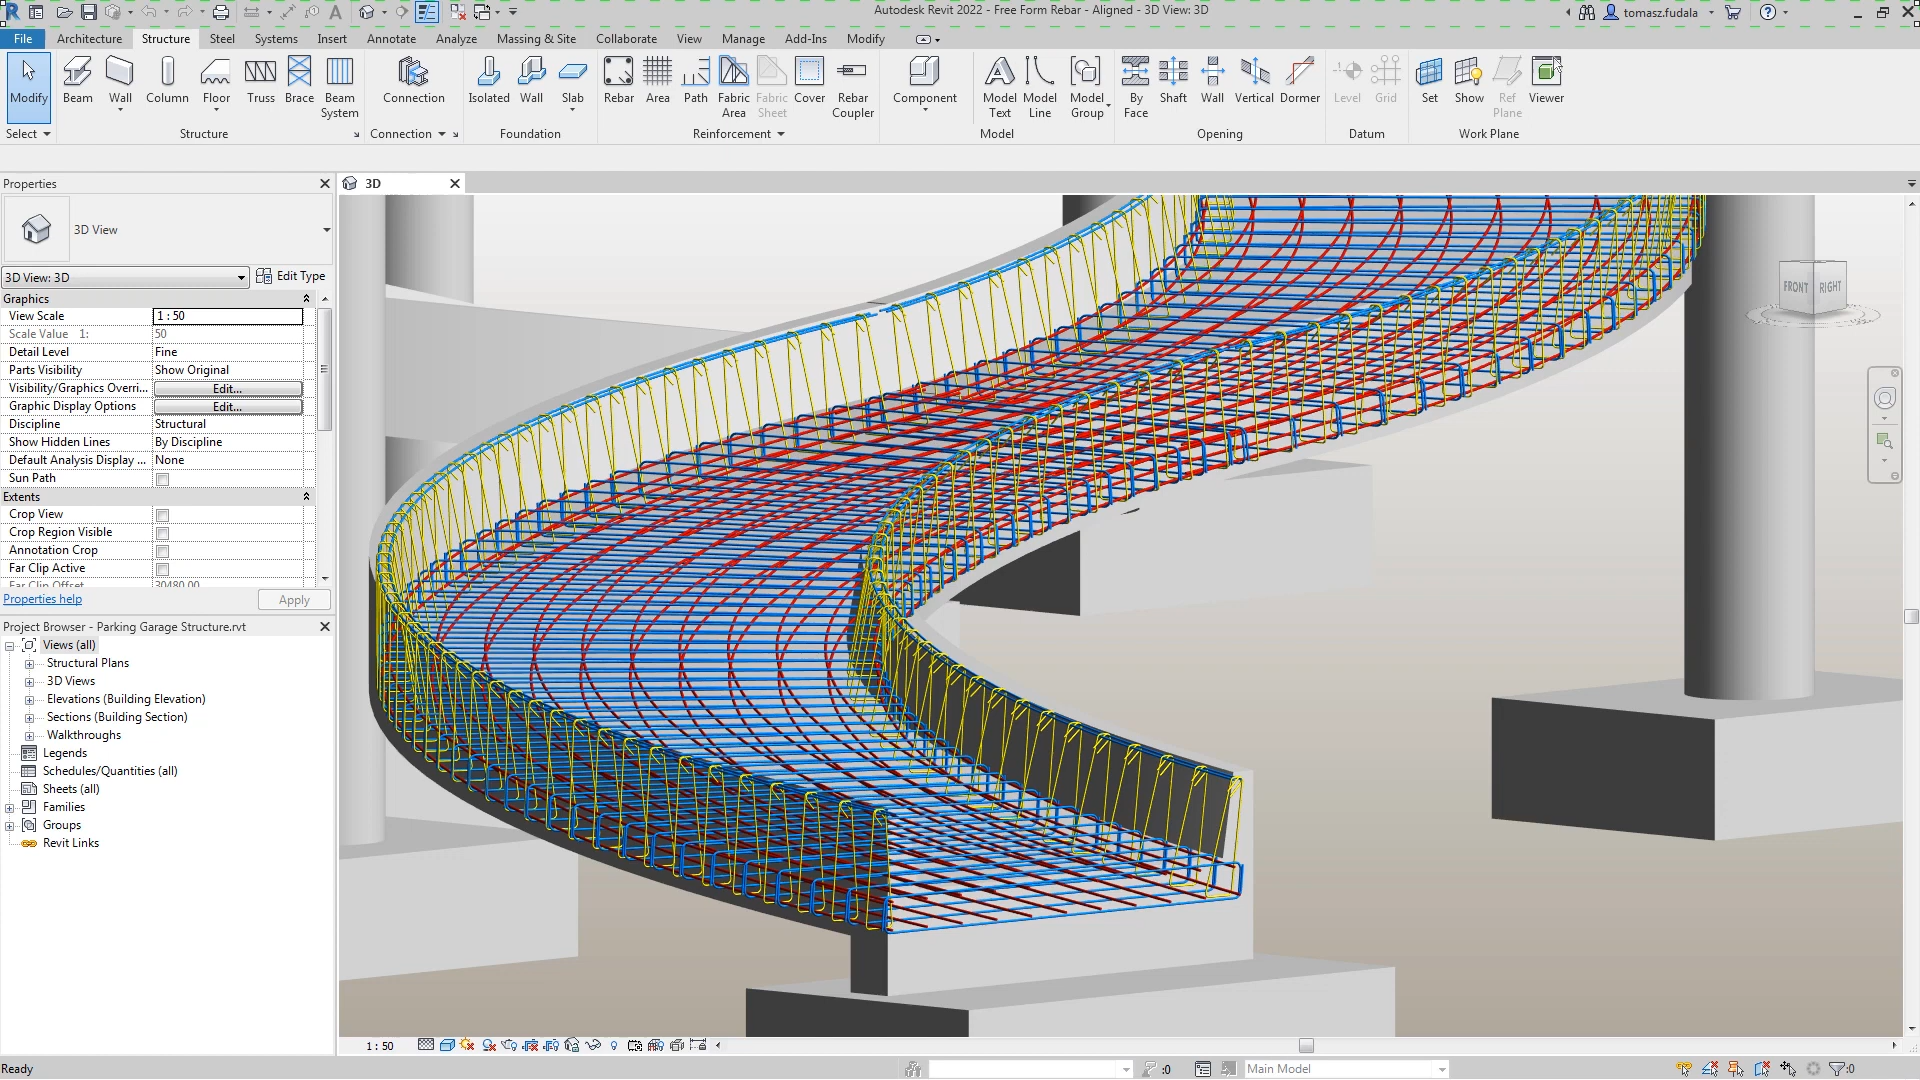 Autodesk Revit 2022 - Free Form Rebar - Aligned - 3D View: 3D
tomasz.fudala
File Architecture Structure Steel Systems Insert Annotate Analyze Massing & Site Collaborate View Manage Add-Ins Modify
Modify Beam Wall Column Floor Truss Brace Beam System Connection Isolated Wall Slab Rebar Area Path Fabric Area Fabric Sheet Cover Rebar Coupler Component Model Text Model Line Model Group By Face Shaft Wall Vertical Dormer Level Grid Set Show Ref Plane Viewer
Select Structure Connection Foundation Reinforcement Model Opening Datum Work Plane
Properties
3D View
3D View: 3D Edit Type
Graphics
View Scale 1 : 50
Scale Value 1: 50
Detail Level Fine
Parts Visibility Show Original
Visibility/Graphics Overri... Edit...
Graphic Display Options Edit...
Discipline Structural
Show Hidden Lines By Discipline
Default Analysis Display ... None
Sun Path
Extents
Crop View
Crop Region Visible
Annotation Crop
Far Clip Active
Far Clip Offset 30480.00
Properties help Apply
Project Browser - Parking Garage Structure.rvt
Views (all)
Structural Plans
3D Views
Elevations (Building Elevation)
Sections (Building Section)
Walkthroughs
Legends
Schedules/Quantities (all)
Sheets (all)
Families
Groups
Revit Links
3D
FRONT RIGHT
1 : 50
Ready
:0
Main Model
:0